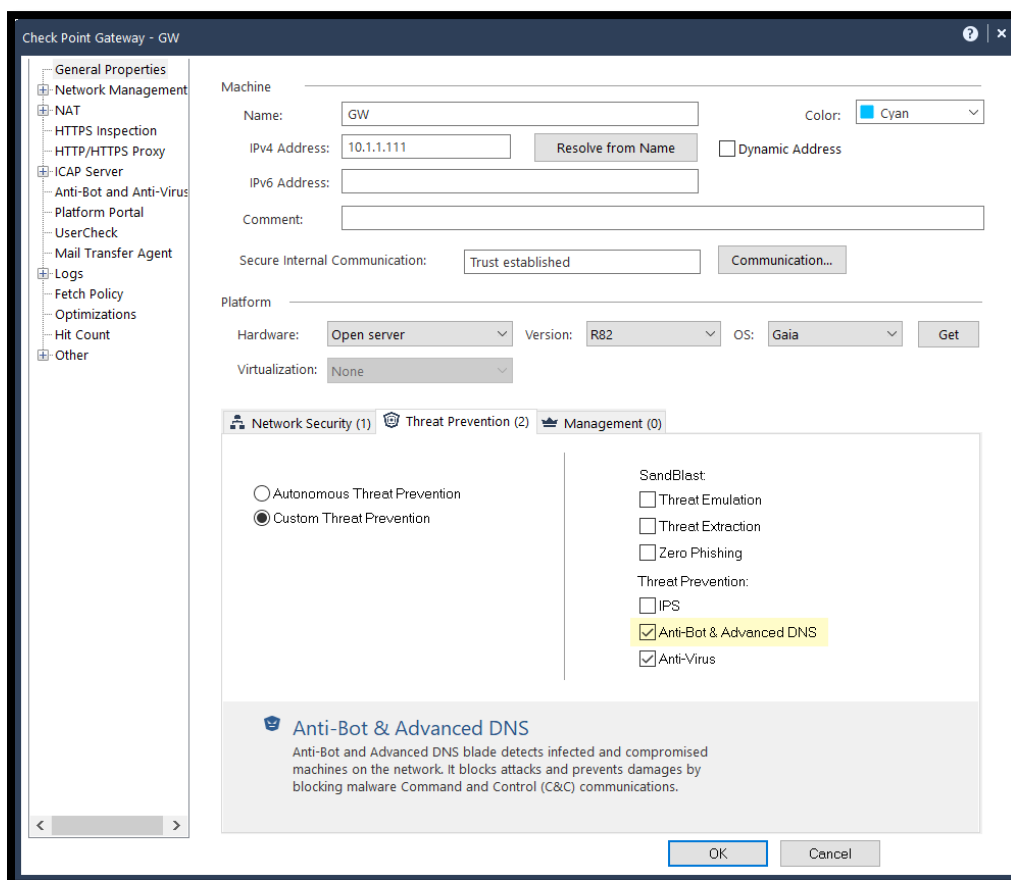 Check Point Gateway - GW
General Properties
Network Management
NAT
HTTPS Inspection
HTTP/HTTPS Proxy
ICAP Server
Anti-Bot and Anti-Virus
Platform Portal
UserCheck
Mail Transfer Agent
Logs
Fetch Policy
Optimizations
Hit Count
Other
Machine
Name: GW Color: Cyan
IPv4 Address: 10.1.1.111 Resolve from Name Dynamic Address
IPv6 Address:
Comment:
Secure Internal Communication: Trust established Communication...
Platform
Hardware: Open server Version: R82 OS: Gaia Get
Virtualization: None
Network Security (1) Threat Prevention (2) Management (0)
Autonomous Threat Prevention
Custom Threat Prevention
SandBlast:
Threat Emulation
Threat Extraction
Zero Phishing
Threat Prevention:
IPS
Anti-Bot & Advanced DNS
Anti-Virus
Anti-Bot & Advanced DNS
Anti-Bot and Advanced DNS blade detects infected and compromised
machines on the network. It blocks attacks and prevents damages by
blocking malware Command and Control (C&C) communications.
OK Cancel